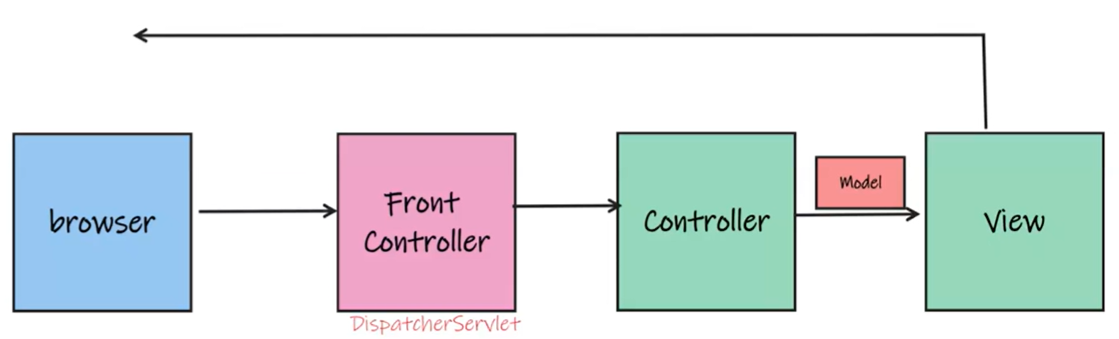 browser
Front
Controller
DispatcherServlet
Controller
Model
View